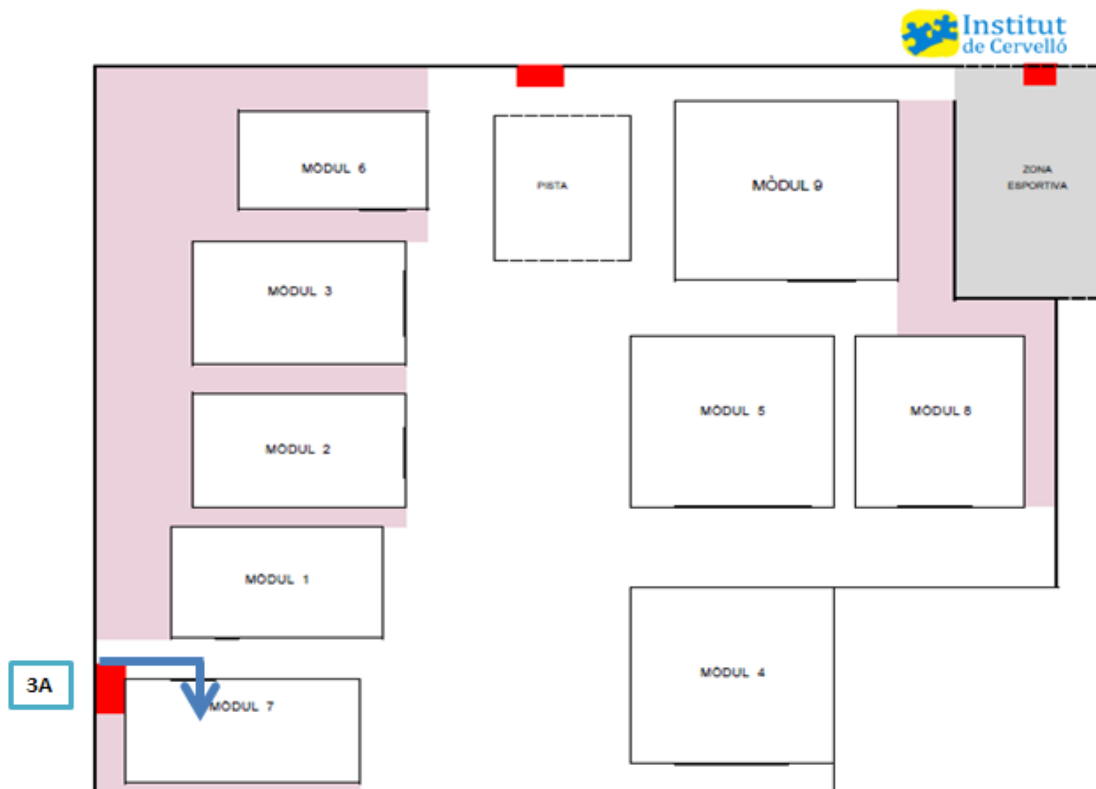 Institut
de Cervelló
MÒDUL 6
PISTA
MÒDUL 9
ZONA
ESPORTIVA
MÒDUL 3
MÒDUL 5
MÒDUL 8
MÒDUL 2
MÒDUL 1
3A
MÒDUL 7
MÒDUL 4